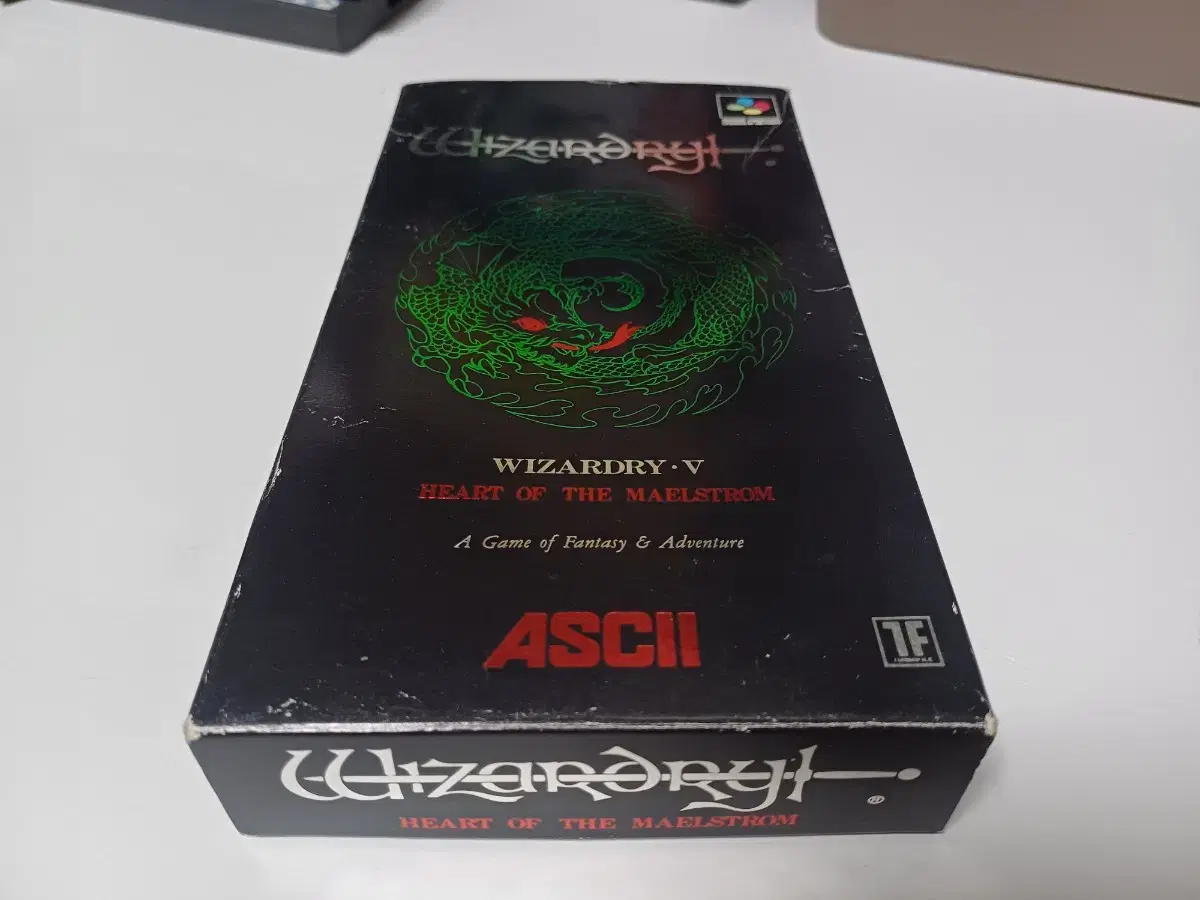 Wizardry
WIZARDRY·V
HEART OF THE MAELSTROM
A Game of Fantasy & Adventure
ASCII
1F
Wizardry
®
HEART OF THE MAELSTROM